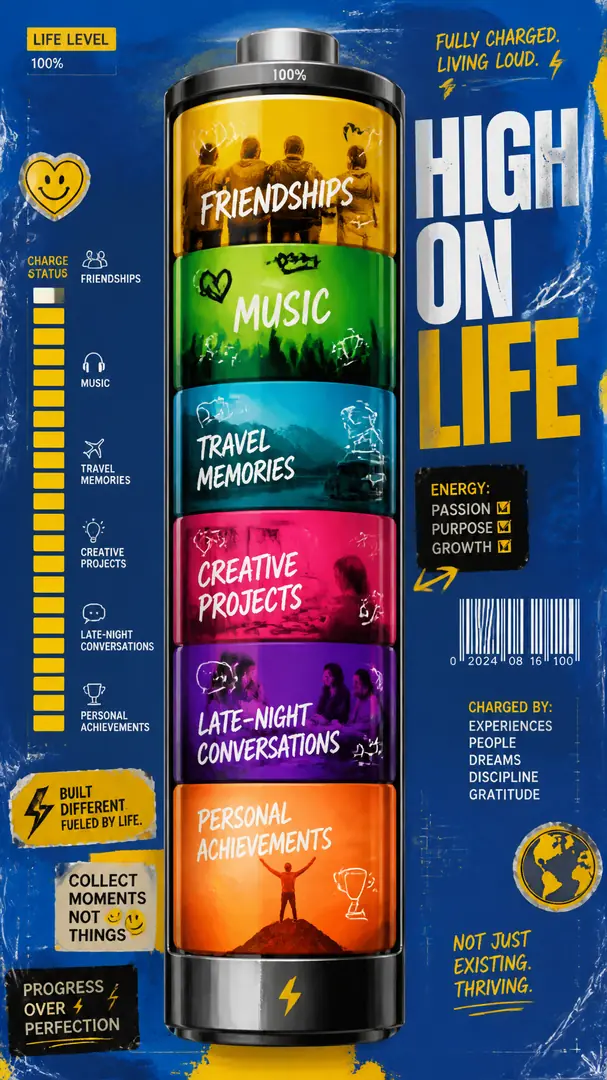 LIFE LEVEL
100%
FULLY CHARGED.
LIVING LOUD.
100%
HIGH
ON
LIFE
FRIENDSHIPS
MUSIC
TRAVEL
MEMORIES
CREATIVE
PROJECTS
LATE-NIGHT
CONVERSATIONS
PERSONAL
ACHIEVEMENTS
CHARGE
STATUS
FRIENDSHIPS
MUSIC
TRAVEL
MEMORIES
CREATIVE
PROJECTS
LATE-NIGHT
CONVERSATIONS
PERSONAL
ACHIEVEMENTS
ENERGY:
PASSION
PURPOSE
GROWTH
0 2024 08 16 100
CHARGED BY:
EXPERIENCES
PEOPLE
DREAMS
DISCIPLINE
GRATITUDE
BUILT
DIFFERENT
FUELED BY LIFE.
COLLECT
MOMENTS
NOT
THINGS
PROGRESS
OVER
PERFECTION
NOT JUST
EXISTING.
THRIVING.